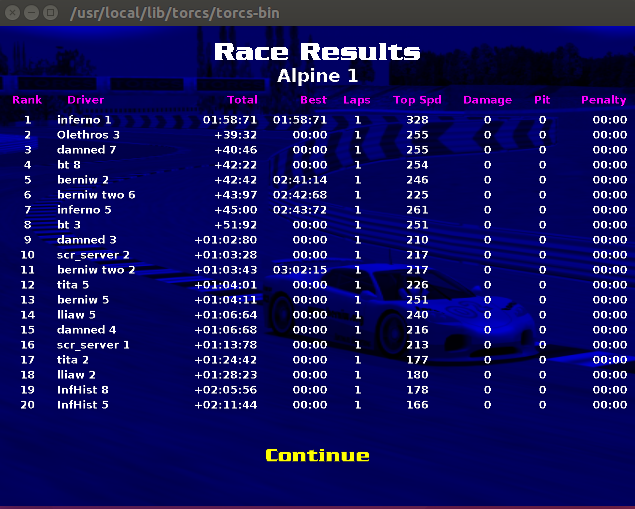 /usr/local/lib/torcs/torcs-bin
Race Results
Alpine 1
Rank Driver Total Best Laps Top Spd Damage Pit Penalty
1 inferno 1 01:58:71 01:58:71 1 328 0 0 00:00
2 Olethros 3 +39:32 00:00 1 255 0 0 00:00
3 damned 7 +40:46 00:00 1 255 0 0 00:00
4 bt 8 +42:22 00:00 1 254 0 0 00:00
5 berniw 2 +42:42 02:41:14 1 246 0 0 00:00
6 berniw two 6 +43:97 02:42:68 1 225 0 0 00:00
7 inferno 5 +45:00 02:43:72 1 261 0 0 00:00
8 bt 3 +51:92 00:00 1 251 0 0 00:00
9 damned 3 +01:02:80 00:00 1 210 0 0 00:00
10 scr_server 2 +01:03:28 00:00 1 217 0 0 00:00
11 berniw two 2 +01:03:43 03:02:15 1 217 0 0 00:00
12 tita 5 +01:04:01 00:00 1 226 0 0 00:00
13 berniw 5 +01:04:11 00:00 1 251 0 0 00:00
14 lliaw 5 +01:06:64 00:00 1 240 0 0 00:00
15 damned 4 +01:06:68 00:00 1 216 0 0 00:00
16 scr_server 1 +01:13:78 00:00 1 213 0 0 00:00
17 tita 2 +01:24:42 00:00 1 177 0 0 00:00
18 lliaw 2 +01:28:23 00:00 1 180 0 0 00:00
19 InfHist 8 +02:05:56 00:00 1 178 0 0 00:00
20 InfHist 5 +02:11:44 00:00 1 166 0 0 00:00
Continue